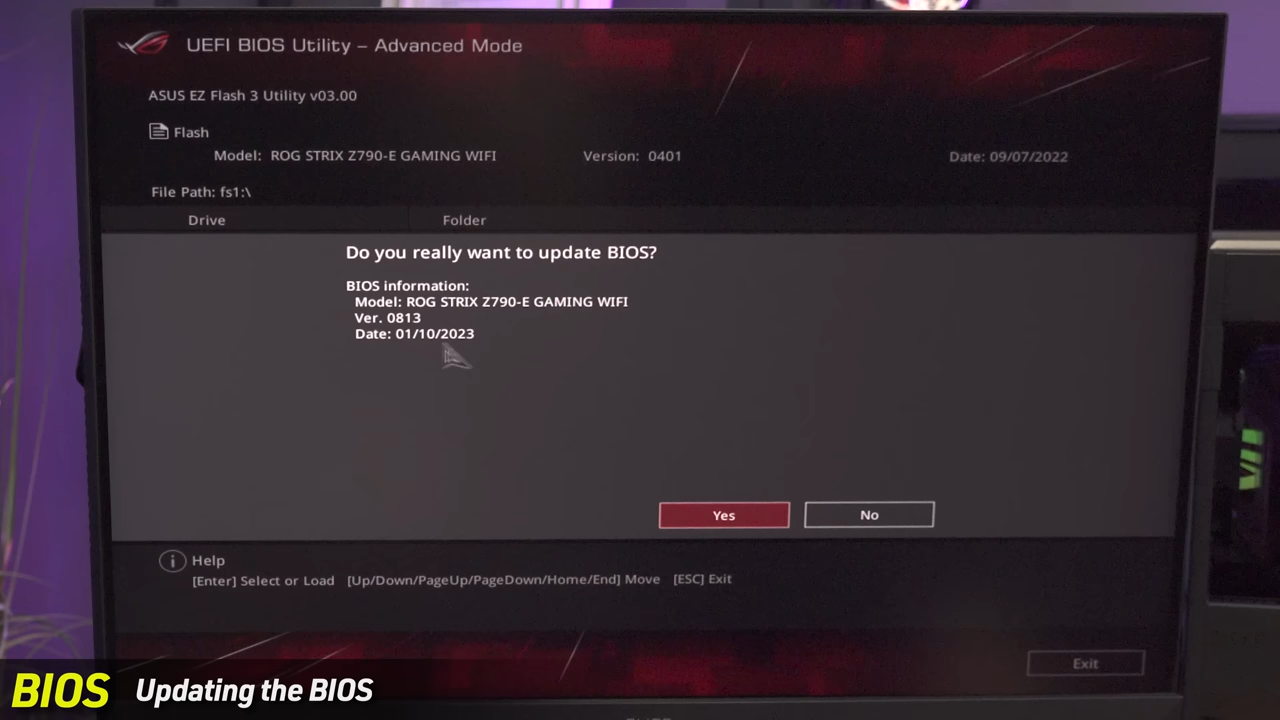 UEFI BIOS Utility – Advanced Mode
ASUS EZ Flash 3 Utility v03.00
Flash
Model: ROG STRIX Z790-E GAMING WIFI Version: 0401 Date: 09/07/2022
File Path: fs1:\
Drive Folder
Do you really want to update BIOS?
BIOS information:
Model: ROG STRIX Z790-E GAMING WIFI
Ver. 0813
Date: 01/10/2023
Yes No
Help
[Enter] Select or Load [Up/Down/PageUp/PageDown/Home/End] Move [ESC] Exit
Exit
BIOS Updating the BIOS